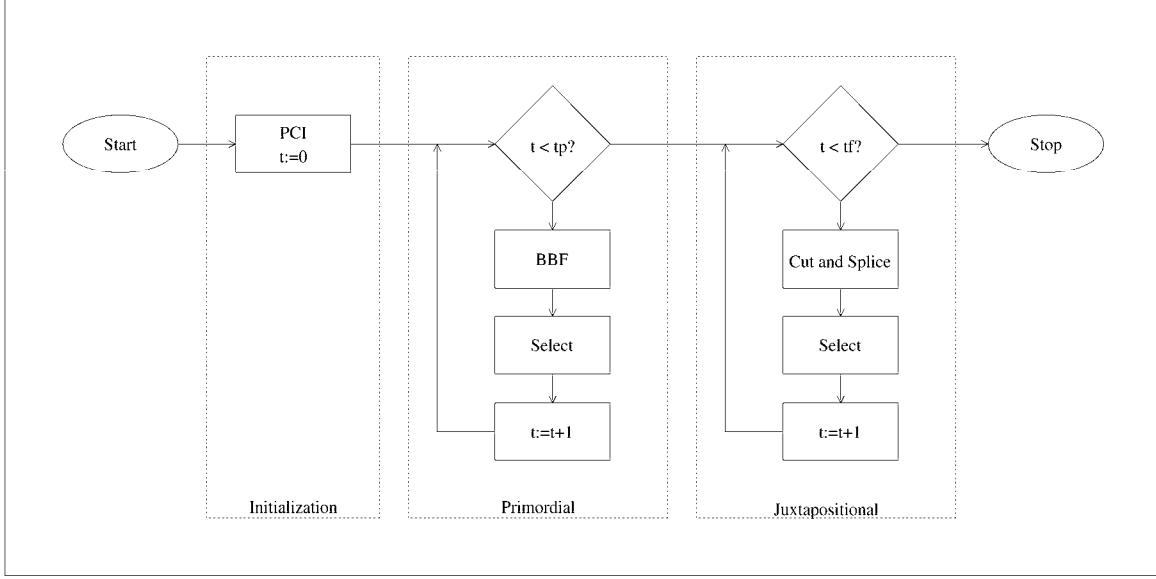 Start
PCI
t:=0
t < tp?
t < tf?
Stop
BBF
Cut and Splice
Select
Select
t:=t+1
t:=t+1
Initialization
Primordial
Juxtapositional